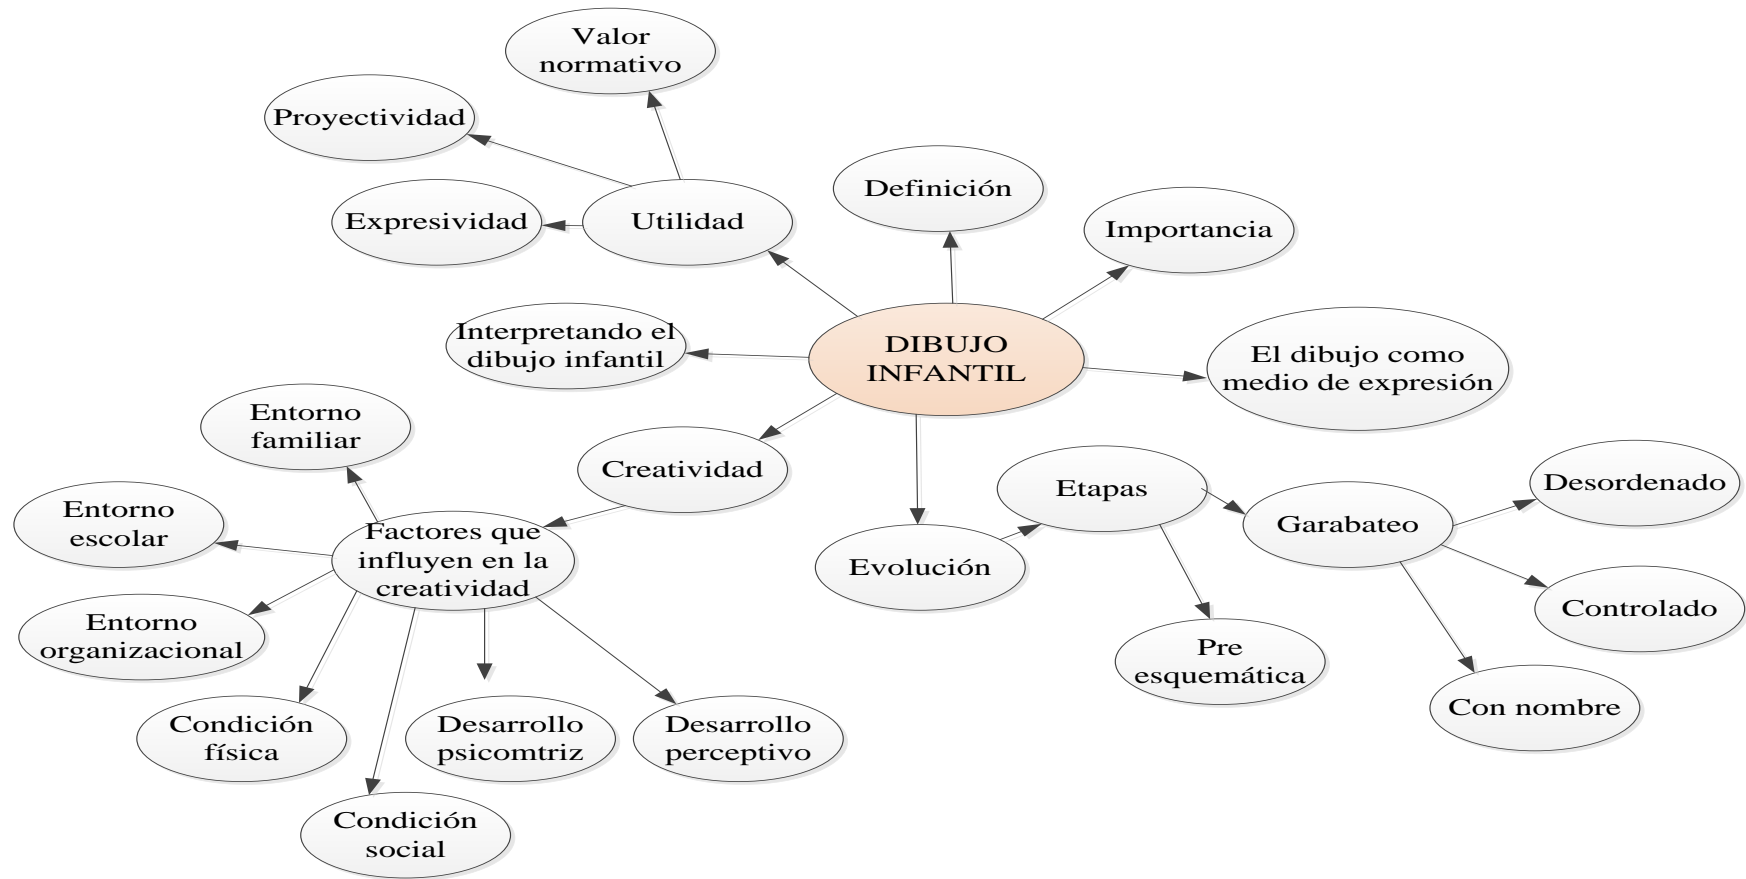 Valor
normativo
Proyectividad
Definición
Expresividad
Utilidad
Importancia
Interpretando el
dibujo infantil
DIBUJO
INFANTIL
El dibujo como
medio de expresión
Entorno
familiar
Creatividad
Etapas
Desordenado
Entorno
escolar
Factores que
influyen en la
creatividad
Garabateo
Evolución
Controlado
Entorno
organizacional
Pre
esquemática
Con nombre
Condición
física
Desarrollo
psicomtriz
Desarrollo
perceptivo
Condición
social